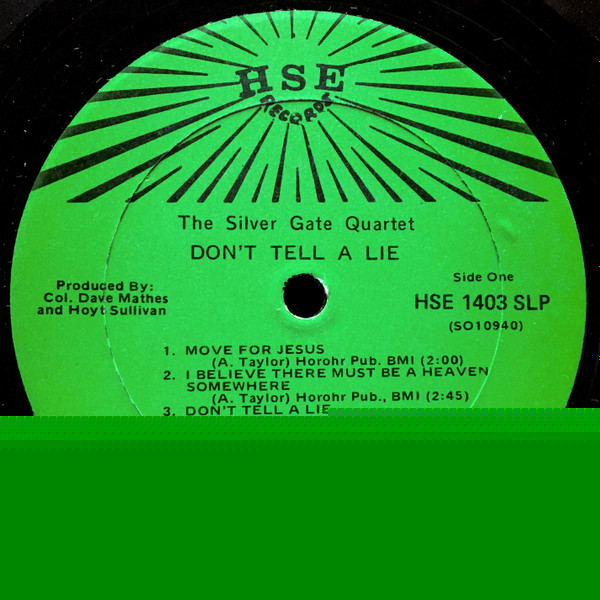 HSE
RECORDS
The Silver Gate Quartet
DON'T TELL A LIE
Produced By:
Col. Dave Mathes
and Hoyt Sullivan
Side One
HSE 1403 SLP
(SO10940)
1. MOVE FOR JESUS
(A. Taylor) Horohr Pub. BMI (2:00)
2. I BELIEVE THERE MUST BE A HEAVEN
SOMEWHERE
(A. Taylor) Horohr Pub., BMI (2:45)
3. DON'T TELL A LIE